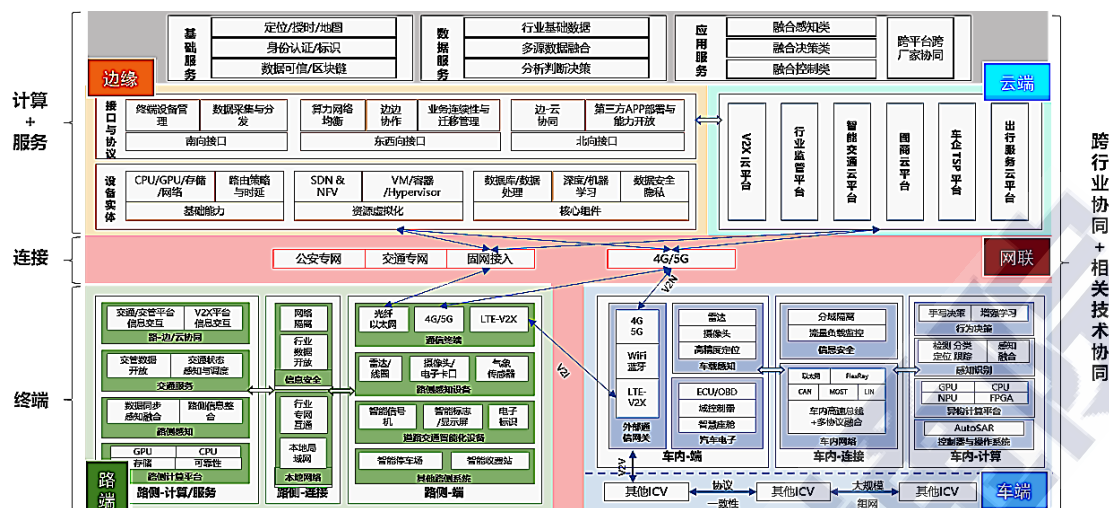 基础服务
定位/授时/地图
身份认证/标识
数据可信/区块链
数据服务
行业基础数据
多源数据融合
分析判断决策
应用服务
融合感知类
融合决策类
融合控制类
跨平台跨
厂家协同
边缘
云端
计算
+
服务
接口与协议
终端设备管
理
数据采集与分
发
南向接口
算力网络
均衡
边边
协作
业务连续性与
迁移管理
东西向接口
边-云
协同
第三方APP部署与
能力开放
北向接口
设备实体
CPU/GPU/存储
/网络
路由策略
与时延
基础能力
SDN &
NFV
VM/容器
/Hypervisor
资源虚拟化
数据库/数据
处理
深度/机器
学习
数据安全
隐私
核心组件
V2X 云平台
行业监管平台
智能交通云平台
图商云平台
车企 TSP 平台
出行服务云平台
跨行业协同+相关技术协同
连接
公安专网
交通专网
固网接入
4G/5G
网联
V2N
终端
交通/交管平台
信息交互
V2X平台
信息交互
路-边/云协同
交管数据
开放
交通状态
感知与调度
交通服务
数据同步
感知融合
路侧信息整
合
路侧感知
GPU
存储
CPU
可靠性
路侧计算平台
路侧-计算/服务
网络
隔离
行业
数据
开放
信息安全
行业
专网
互通
本地局
域网
本地网络
路侧-连接
光纤
以太网
4G/5G
LTE-V2X
通信终端
雷达/
线圈
摄像头/
电子卡口
气象
传感器
路侧感知设备
智能信号
机
智能标志
/显示屏
电子
标识
道路交通智能化设备
智能停车场
智能收费站
其他路侧系统
路侧-端
路端
V2I
4G
5G
WiFi
蓝牙
LTE-
V2X
外部通
信网关
雷达
摄像头
高精度定位
车载感知
ECU/OBD
域控制器
智慧座舱
汽车电子
车内-端
分域隔离
流量负载监控
信息安全
以太网
FlexRay
CAN
MOST
LIN
车内高速总线
+多协议融合
车内网络
车内-连接
手写决策
增强学习
行为决策
检测 分类
定位 跟踪
感知
融合
感知识别
GPU
CPU
NPU
FPGA
异构计算平台
AutoSAR
控制器与操作系统
车内-计算
V2V
其他ICV
协议
一致性
其他ICV
大规模
组网
其他ICV
车端